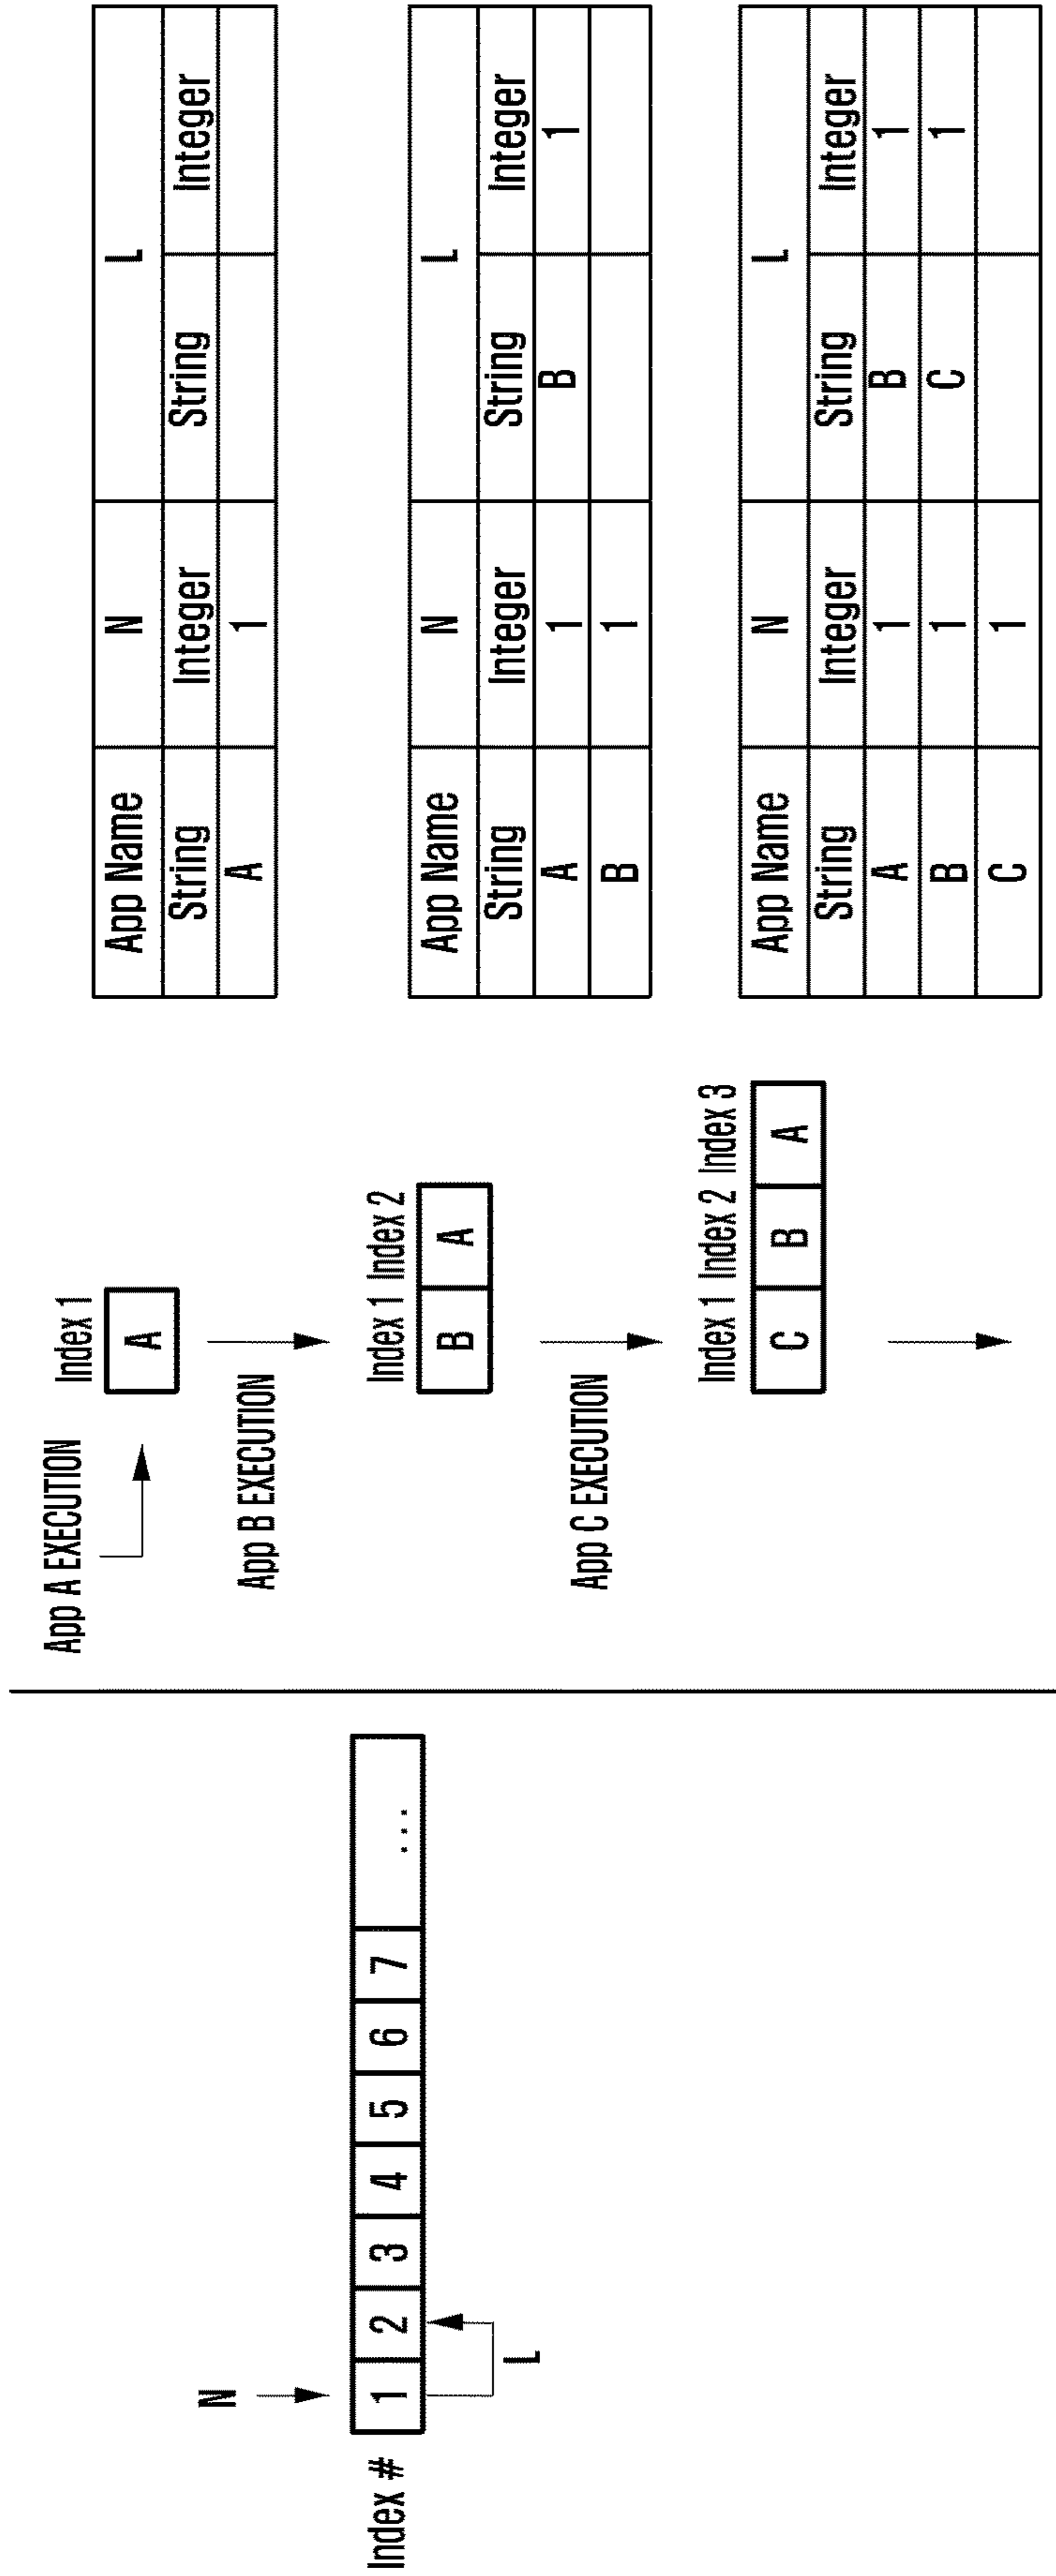 N
Index # 1 2 3 4 5 6 7 ...
L
App A EXECUTION
Index 1
A
App B EXECUTION
Index 1 Index 2
B A
App C EXECUTION
Index 1 Index 2 Index 3
C B A
App Name N L
String Integer String Integer
A 1
App Name N L
String Integer String Integer
A 1 B 1
B 1
App Name N L
String Integer String Integer
A 1 B 1
B 1 C 1
C 1